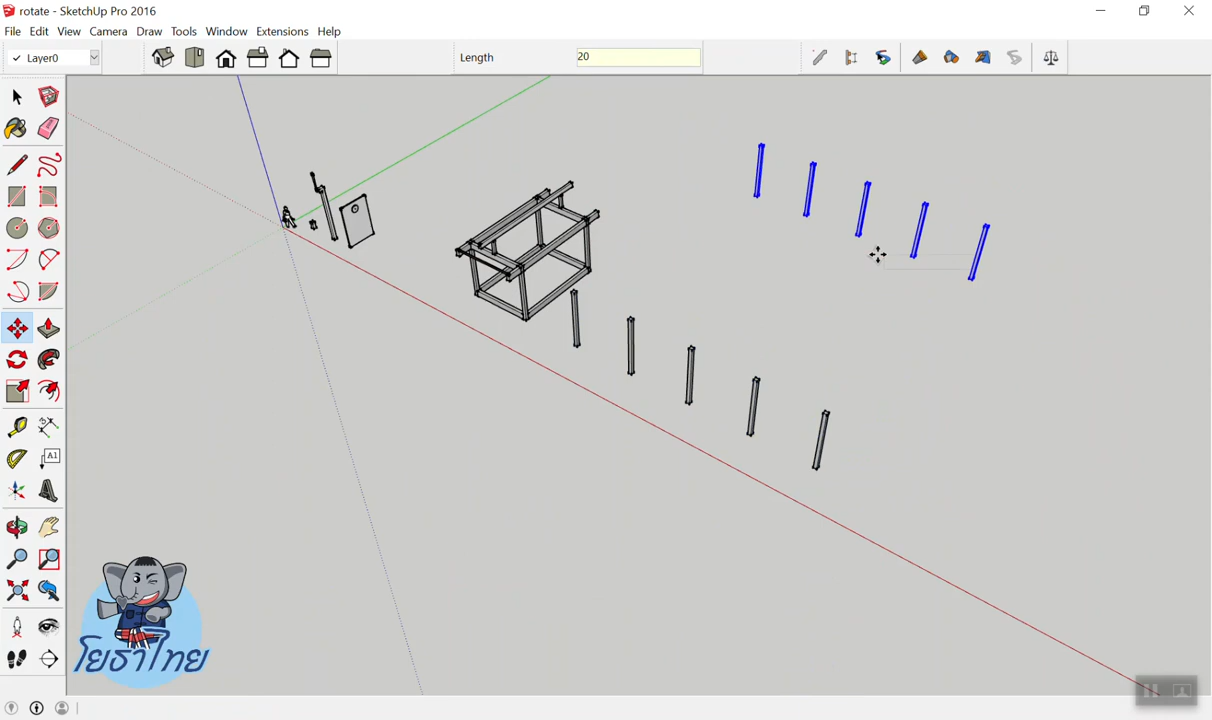 rotate - SketchUp Pro 2016
File Edit View Camera Draw Tools Window Extensions Help
Layer0
Length
20
A1
โยธาไทย